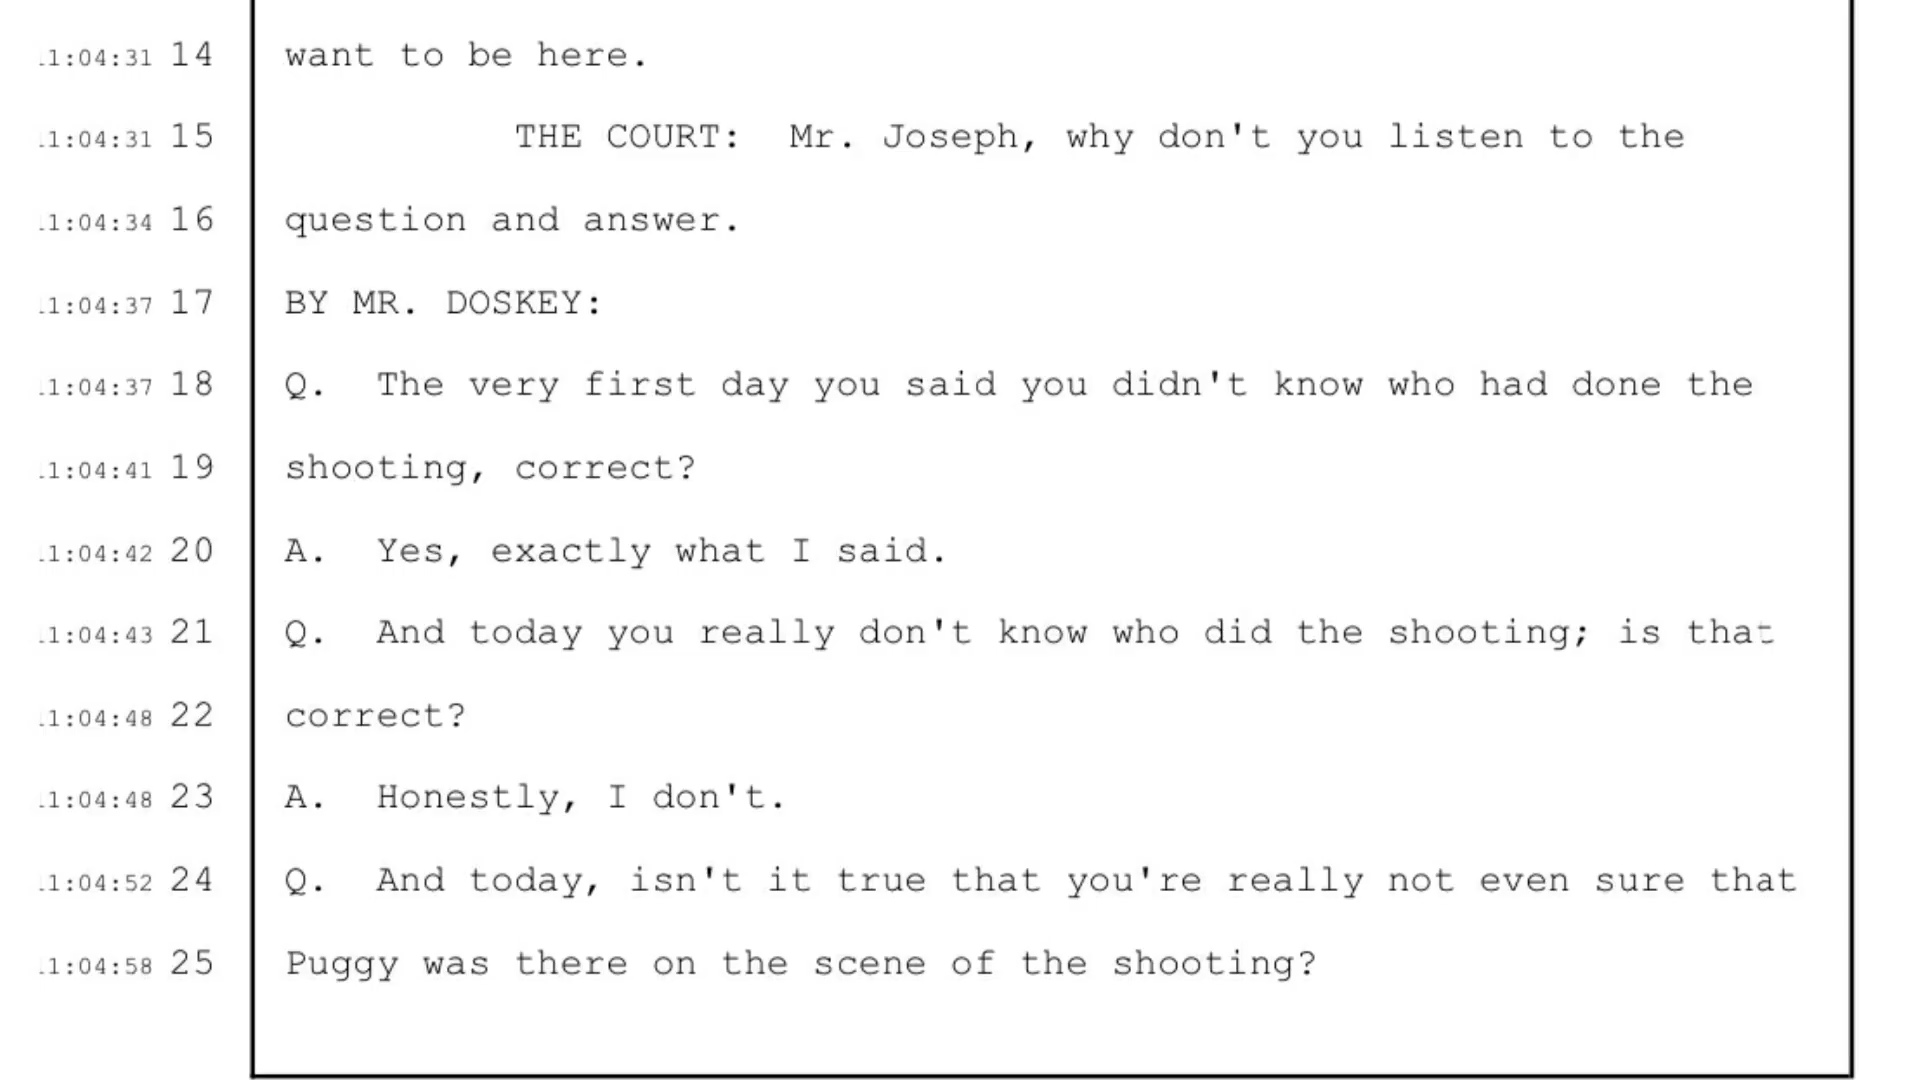 .1:04:31 14 want to be here.
.1:04:31 15 THE COURT: Mr. Joseph, why don't you listen to the
.1:04:34 16 question and answer.
.1:04:37 17 BY MR. DOSKEY:
.1:04:37 18 Q. The very first day you said you didn't know who had done the
.1:04:41 19 shooting, correct?
.1:04:42 20 A. Yes, exactly what I said.
.1:04:43 21 Q. And today you really don't know who did the shooting; is that
.1:04:48 22 correct?
.1:04:48 23 A. Honestly, I don't.
.1:04:52 24 Q. And today, isn't it true that you're really not even sure that
.1:04:58 25 Puggy was there on the scene of the shooting?